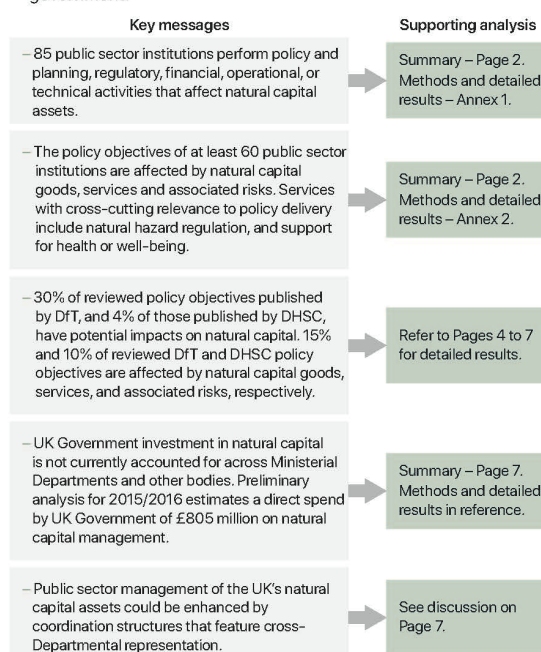 Key messages
Supporting analysis
– 85 public sector institutions perform policy and
planning, regulatory, financial, operational, or
technical activities that affect natural capital
assets.
Summary – Page 2.
Methods and detailed
results – Annex 1.
– The policy objectives of at least 60 public sector
institutions are affected by natural capital
goods, services and associated risks. Services
with cross-cutting relevance to policy delivery
include natural hazard regulation, and support
for health or well-being.
Summary – Page 2.
Methods and detailed
results – Annex 2.
– 30% of reviewed policy objectives published
by DfT, and 4% of those published by DHSC,
have potential impacts on natural capital. 15%
and 10% of reviewed DfT and DHSC policy
objectives are affected by natural capital goods,
services, and associated risks, respectively.
Refer to Pages 4 to 7
for detailed results.
– UK Government investment in natural capital
is not currently accounted for across Ministerial
Departments and other bodies. Preliminary
analysis for 2015/2016 estimates a direct spend
by UK Government of £805 million on natural
capital management.
Summary – Page 7.
Methods and detailed
results in reference.
– Public sector management of the UK's natural
capital assets could be enhanced by
coordination structures that feature cross-
Departmental representation.
See discussion on
Page 7.